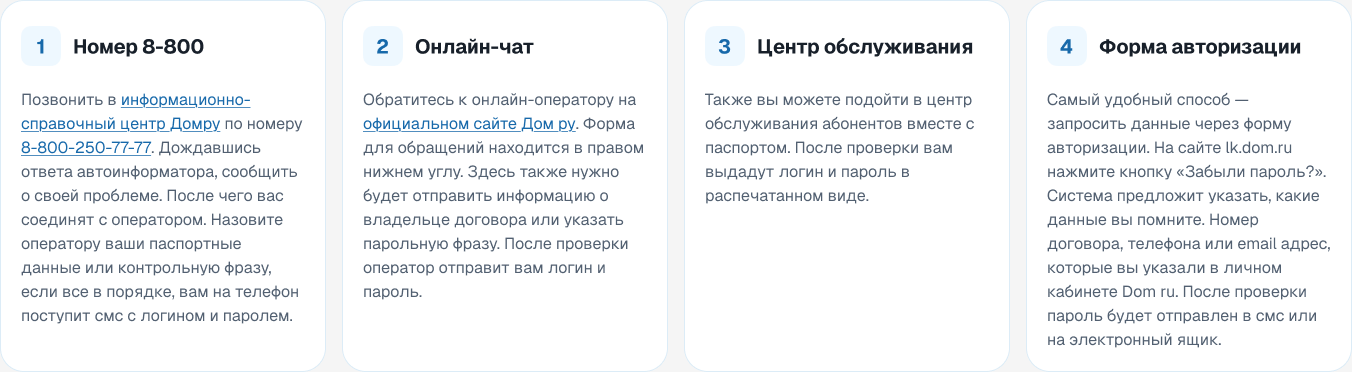 1
Номер 8-800
Позвонить в информационно-
справочный центр Домру по номеру
8-800-250-77-77. Дождавшись
ответа автоинформатора, сообщить
о своей проблеме. После чего вас
соединят с оператором. Назовите
оператору ваши паспортные
данные или контрольную фразу,
если все в порядке, вам на телефон
поступит смс с логином и паролем.
2
Онлайн-чат
Обратитесь к онлайн-оператору на
официальном сайте Дом ру. Форма
для обращений находится в правом
нижнем углу. Здесь также нужно
будет отправить информацию о
владельце договора или указать
парольную фразу. После проверки
оператор отправит вам логин и
пароль.
3
Центр обслуживания
Также вы можете подойти в центр
обслуживания абонентов вместе с
паспортом. После проверки вам
выдадут логин и пароль в
распечатанном виде.
4
Форма авторизации
Самый удобный способ —
запросить данные через форму
авторизации. На сайте lk.dom.ru
нажмите кнопку «Забыли пароль?».
Система предложит указать, какие
данные вы помните. Номер
договора, телефона или email адрес,
которые вы указали в личном
кабинете Dom ru. После проверки
пароль будет отправлен в смс или
на электронный ящик.